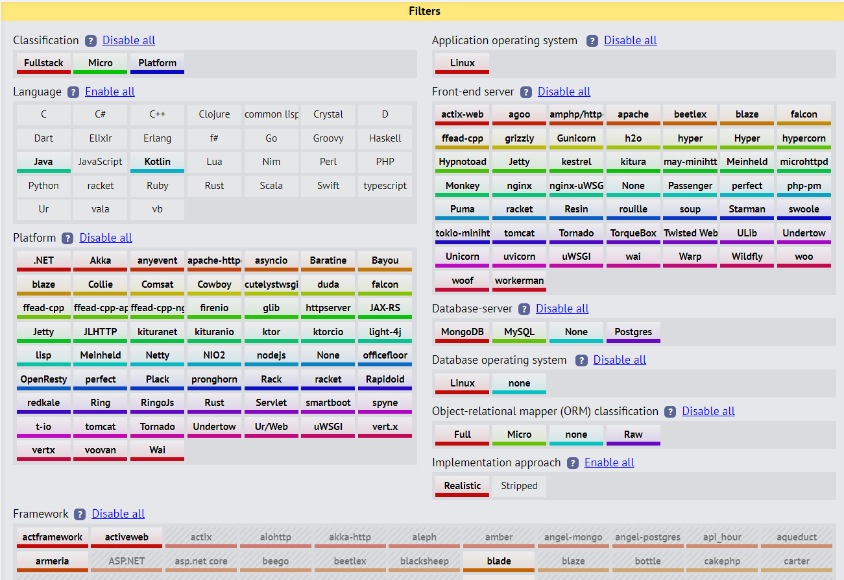 Filters
Classification ? Disable all
Fullstack Micro Platform
Language ? Enable all
C C# C++ Clojure common lisp Crystal D
Dart Elixir Erlang f# Go Groovy Haskell
Java JavaScript Kotlin Lua Nim Perl PHP
Python racket Ruby Rust Scala Swift typescript
Ur vala vb
Platform ? Disable all
.NET Akka anyevent apache-http asyncio Baratine Bayou
blaze Collie Comsat Cowboy cutelystwsgi duda falcon
ffead-cpp ffead-cpp-ap ffead-cpp-ng firenio glib httpserver JAX-RS
Jetty JLHTTP kituranet kituranio ktor ktorcio light-4j
lisp Meinheld Netty NIO2 nodejs None officefloor
OpenResty perfect Plack pronghorn Rack racket Rapidoid
redkale Ring RingoJs Rust Servlet smartboot spyne
t-io tomcat Tornado Undertow Ur/Web uWSGI vert.x
vertx voovan Wai
Application operating system ? Disable all
Linux
Front-end server ? Disable all
actix-web agoo amphp/http- apache beetlex blaze falcon
ffead-cpp grizzly Gunicorn h2o hyper Hyper hypercorn
Hypnotoad Jetty kestrel kitura may-minihtt Meinheld microhttpd
Monkey nginx nginx-uWSG None Passenger perfect php-pm
Puma racket Resin rouille soup Starman swoole
tokio-miniht tomcat Tornado TorqueBox Twisted Web ULib Undertow
Unicorn uvicorn uWSGI wai Warp Wildfly woo
woof workerman
Database-server ? Disable all
MongoDB MySQL None Postgres
Database operating system ? Disable all
Linux none
Object-relational mapper (ORM) classification ? Disable all
Full Micro none Raw
Implementation approach ? Enable all
Realistic Stripped
Framework ? Disable all
actframework activeweb actix aiohttp akka-http aleph amber angel-mongo angel-postgres api_hour aqueduct
armeria ASP.NET asp.net core beego beetlex blacksheep blade blaze bottle cakephp carter